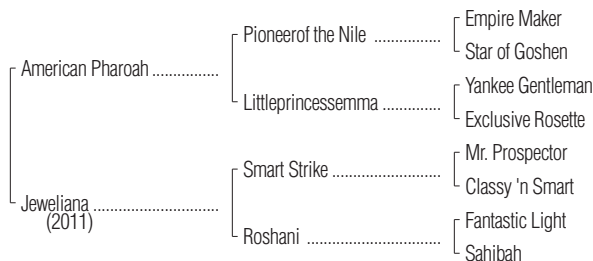 Empire Maker
Pioneerof the Nile ................
Star of Goshen
American Pharoah ................
Yankee Gentleman
Littleprincessemma ..............
Exclusive Rosette
Mr. Prospector
Smart Strike ..........................
Classy 'n Smart
Jeweliana ..............................
(2011)
Fantastic Light
Roshani ................................
Sahibah